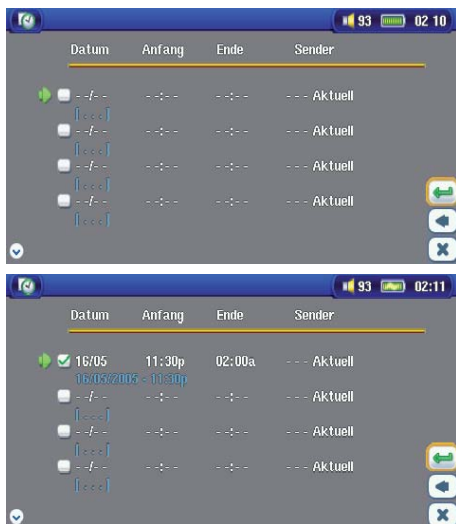 93 02 10
Datum Anfang Ende Sender
--/-- --:-- --:-- --- Aktuell
[...]
--/-- --:-- --:-- --- Aktuell
[...]
--/-- --:-- --:-- --- Aktuell
[...]
--/-- --:-- --:-- --- Aktuell
[...]
93 02:11
Datum Anfang Ende Sender
16/05 11:30p 02:00a --- Aktuell
16/05/2005 - 11:30p
--/-- --:-- --:-- --- Aktuell
[...]
--/-- --:-- --:-- --- Aktuell
[...]
--/-- --:-- --:-- --- Aktuell
[...]